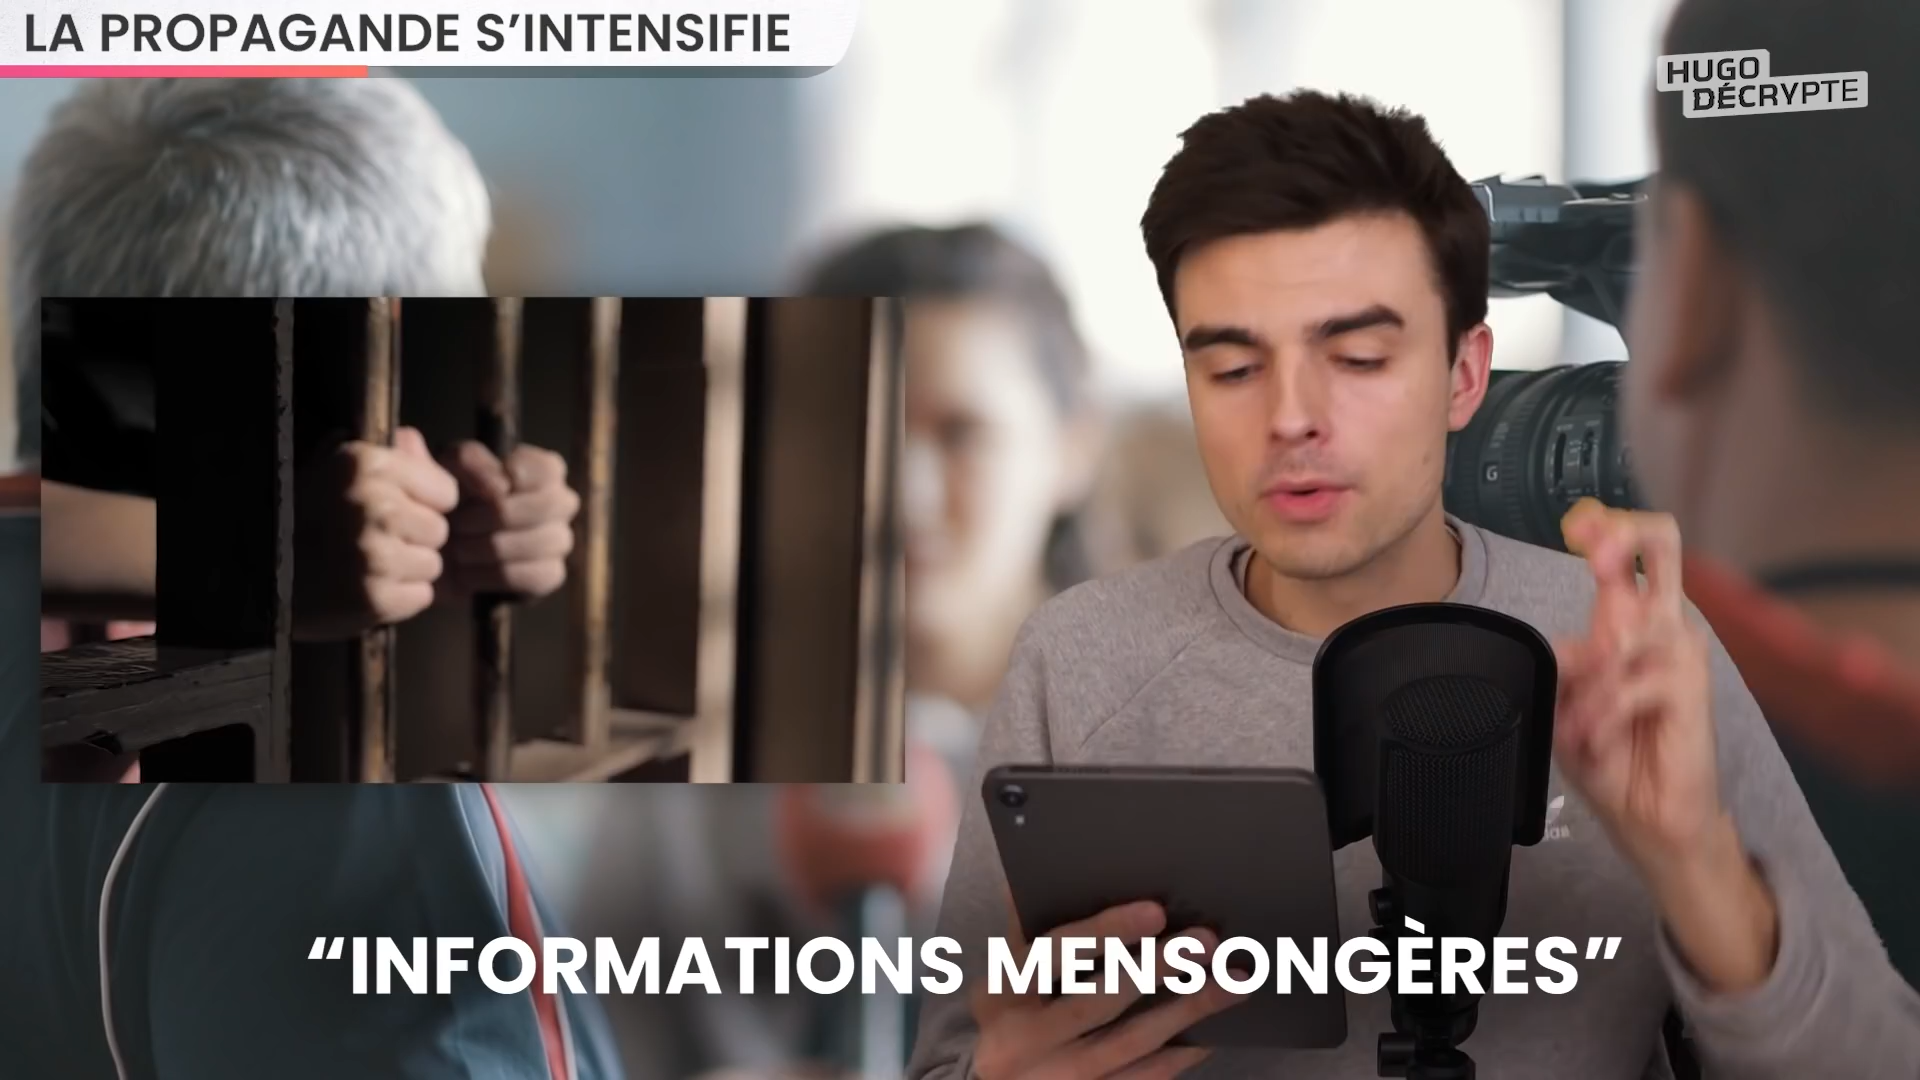 LA PROPAGANDE S’INTENSIFIE
HUGO
DÉCRYPTE
G
“INFORMATIONS MENSONGÈRES”